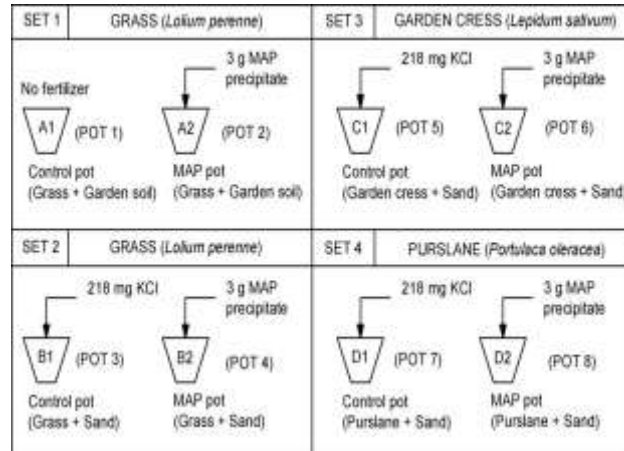 SET 1
GRASS (Lolium perenne)
No fertilizer
3 g MAP
precipitate
A1
(POT 1)
A2
(POT 2)
Control pot
(Grass + Garden soil)
MAP pot
(Grass + Garden soil)
SET 3
GARDEN CRESS (Lepidum sativum)
218 mg KCl
3 g MAP
precipitate
C1
(POT 5)
C2
(POT 6)
Control pot
(Garden cress + Sand)
MAP pot
(Garden cress + Sand)
SET 2
GRASS (Lolium perenne)
218 mg KCl
3 g MAP
precipitate
B1
(POT 3)
B2
(POT 4)
Control pot
(Grass + Sand)
MAP pot
(Grass + Sand)
SET 4
PURSLANE (Portulaca oleracea)
218 mg KCl
3 g MAP
precipitate
D1
(POT 7)
D2
(POT 8)
Control pot
(Purslane + Sand)
MAP pot
(Purslane + Sand)